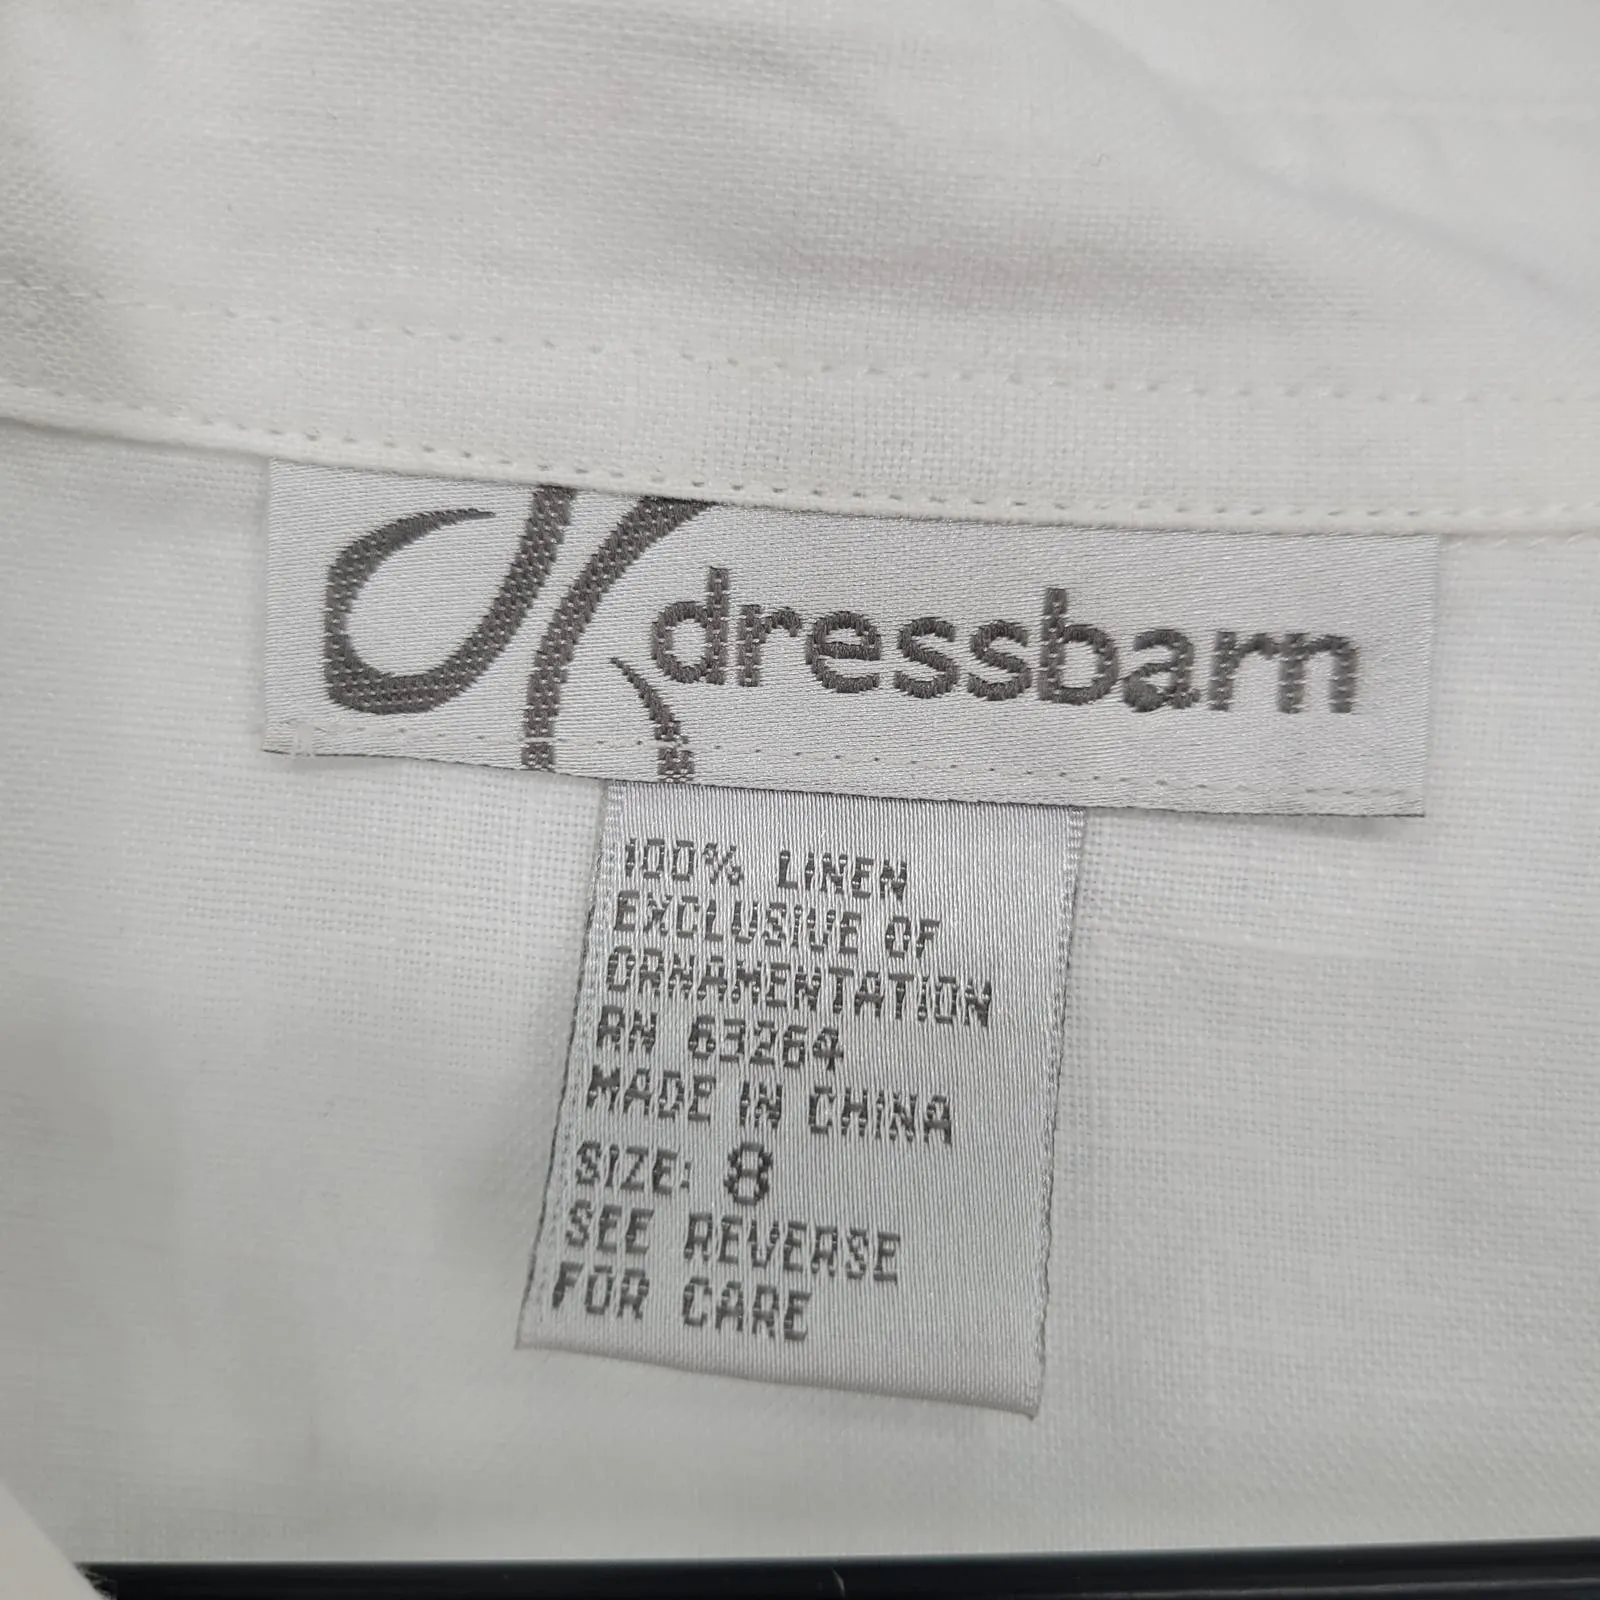 dressbarn
100% LINEN
EXCLUSIVE OF
ORNAMENTATION
RN 63264
MADE IN CHINA
SIZE: 8
SEE REVERSE
FOR CARE